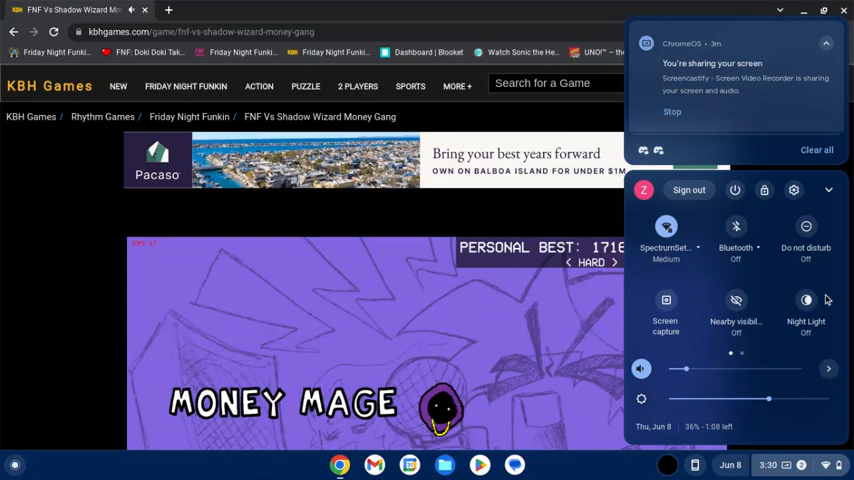 FNF Vs Shadow Wizard Mo
kbhgames.com/game/fnf-vs-shadow-wizard-money-gang
Friday Night Funki...
FNF: Doki Doki Tak...
Friday Night Funkin...
Friday Night Funki...
Dashboard | Blooket
Watch Sonic the He...
UNO!™ – the
KBH Games
NEW
FRIDAY NIGHT FUNKIN
ACTION
PUZZLE
2 PLAYERS
SPORTS
MORE +
Search for a Game
KBH Games / Rhythm Games / Friday Night Funkin / FNF Vs Shadow Wizard Money Gang
Pacaso
Bring your best years forward
OWN ON BALBOA ISLAND FOR UNDER $1M
FPS 17
PERSONAL BEST: 1716
< HARD >
MONEY MAGE
ChromeOS • 3m
You're sharing your screen
Screencastify - Screen Video Recorder is sharing
your screen and audio.
Stop
Clear all
Z
Sign out
SpectrumSet...
Medium
Bluetooth
Off
Do not disturb
Off
Screen
capture
Nearby visibil...
Off
Night Light
Off
Thu, Jun 8
36% - 1:08 left
Jun 8
3:30
2